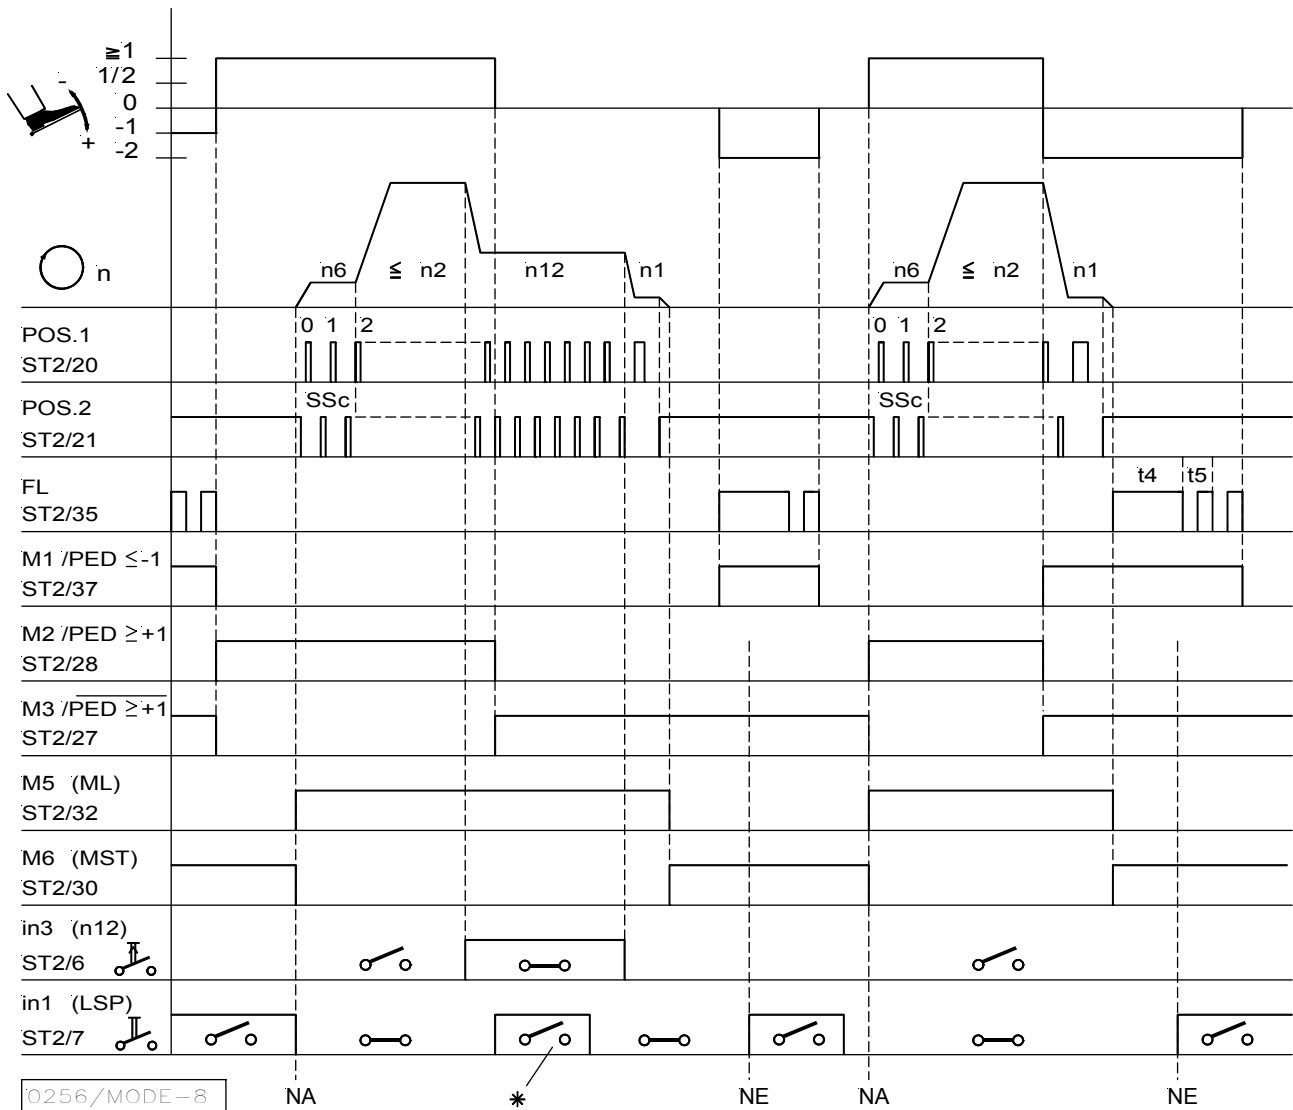 ≧1
1/2
0
-1
-2
-
+
n
n6 ≦ n2 n12 n1 n6 ≦ n2 n1
POS.1
ST2/20
0 1 2 0 1 2
POS.2
ST2/21
SSc SSc
FL
ST2/35
t4 t5
M1 /PED ≤-1
ST2/37
M2 /PED ≥+1
ST2/28
M3 /PED ≥+1
ST2/27
M5 (ML)
ST2/32
M6 (MST)
ST2/30
in3 (n12)
ST2/6
in1 (LSP)
ST2/7
0256/MODE-8
NA * NE NA NE